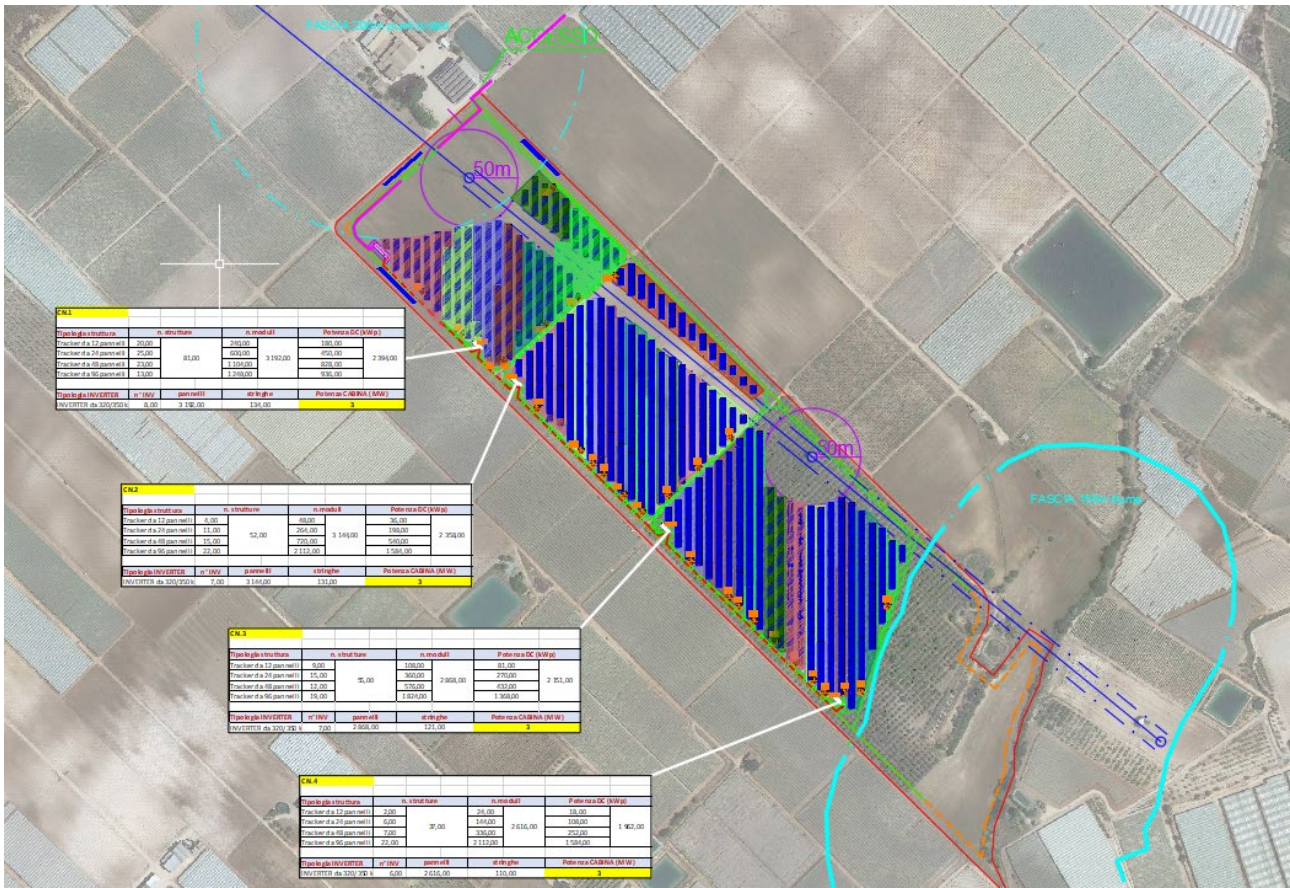 ACCESSO
50m
50m
CN.1
Tipologia struttura n. strutture n. moduli Potenza DC (kWp)
Tracker da 12 pannelli 20,00 240,00 180,00
Tracker da 24 pannelli 25,00 600,00 450,00
81,00 3 192,00 2 394,00
Tracker da 48 pannelli 23,00 1 104,00 828,00
Tracker da 96 pannelli 13,00 1 248,00 936,00
Tipologia INVERTER n° INV pannelli stringhe Potenza CABINA (MW)
INVERTER da 320/350 k 8,00 3 192,00 134,00 3
CN.2
Tipologia struttura n. strutture n. moduli Potenza DC (kWp)
Tracker da 12 pannelli 4,00 48,00 36,00
Tracker da 24 pannelli 11,00 264,00 198,00
52,00 3 144,00 2 358,00
Tracker da 48 pannelli 15,00 720,00 540,00
Tracker da 96 pannelli 22,00 2 112,00 1 584,00
Tipologia INVERTER n° INV pannelli stringhe Potenza CABINA (MW)
INVERTER da 320/350 k 7,00 3 144,00 131,00 3
CN.3
Tipologia struttura n. strutture n. moduli Potenza DC (kWp)
Tracker da 12 pannelli 9,00 108,00 81,00
Tracker da 24 pannelli 15,00 360,00 270,00
55,00 2 868,00 2 151,00
Tracker da 48 pannelli 12,00 576,00 432,00
Tracker da 96 pannelli 19,00 1 824,00 1 368,00
Tipologia INVERTER n° INV pannelli stringhe Potenza CABINA (MW)
INVERTER da 320/350 k 7,00 2 868,00 121,00 3
CN.4
Tipologia struttura n. strutture n. moduli Potenza DC (kWp)
Tracker da 12 pannelli 2,00 24,00 18,00
Tracker da 24 pannelli 6,00 144,00 108,00
37,00 2 616,00 1 962,00
Tracker da 48 pannelli 7,00 336,00 252,00
Tracker da 96 pannelli 22,00 2 112,00 1 584,00
Tipologia INVERTER n° INV pannelli stringhe Potenza CABINA (MW)
INVERTER da 320/350 k 6,00 2 616,00 110,00 3
FASCIA
FASCIA 150m